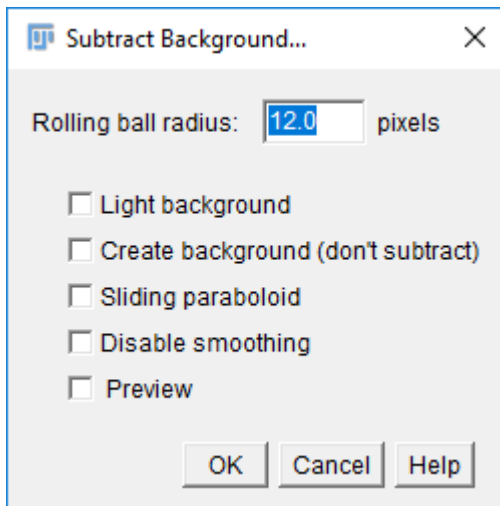 Subtract Background...
Rolling ball radius: 12.0 pixels
Light background
Create background (don't subtract)
Sliding paraboloid
Disable smoothing
Preview
OK Cancel Help